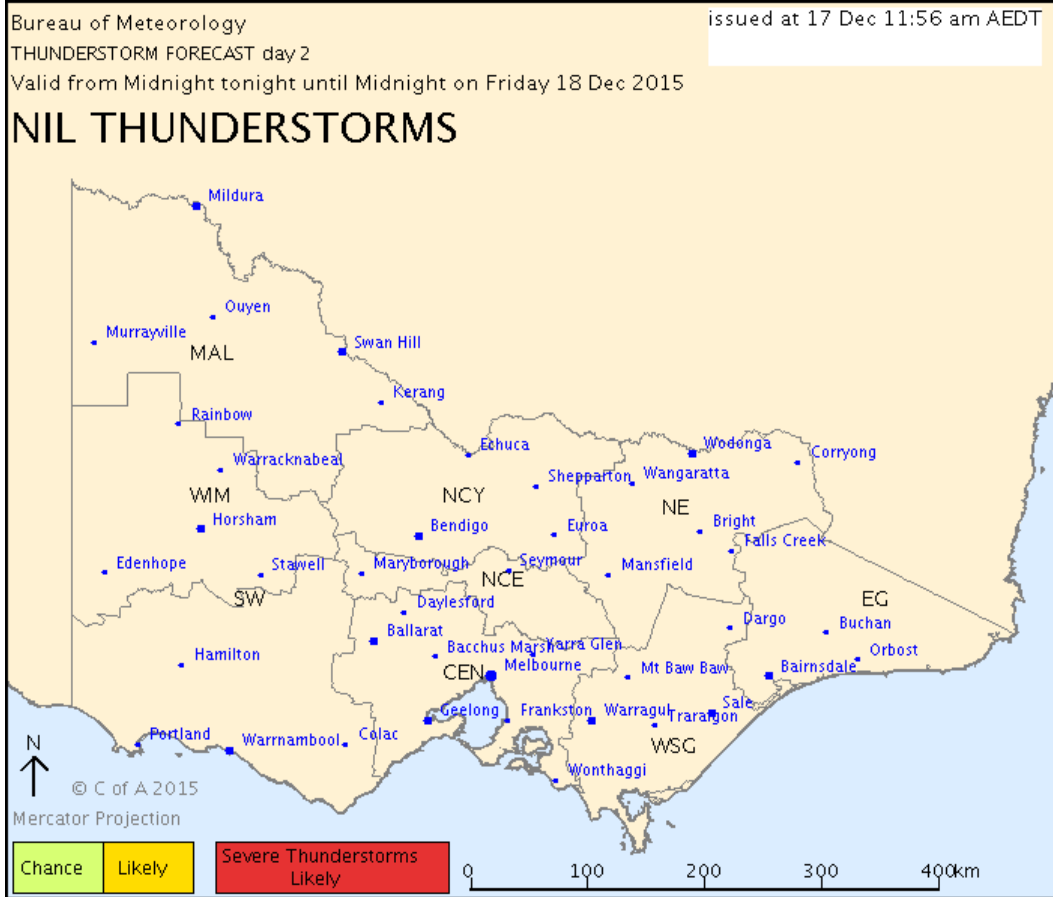 Bureau of Meteorology
issued at 17 Dec 11:56 am AEDT
THUNDERSTORM FORECAST day 2
Valid from Midnight tonight until Midnight on Friday 18 Dec 2015
NIL THUNDERSTORMS
Mildura
Ouyen
Murrayville
MAL
Swan Hill
Kerang
Rainbow
Echuca
Wodonga
Corryong
Warracknabeal
Shepparton
Wangaratta
WIM
NCY
NE
Horsham
Bendigo
Euroa
Bright
Falls Creek
Edenhope
Stawell
Maryborough
Seymour
NCE
Mansfield
SW
EG
Daylesford
Dargo
Buchan
Ballarat
Bacchus Marsh
Yarra Glen
Orbost
Hamilton
CEN
Melbourne
Mt Baw Baw
Bairnsdale
Geelong
Frankston
Warragul
Traralgon
Sale
Portland
Warrnambool
Colac
WSG
Wonthaggi
N
© C of A 2015
Mercator Projection
Chance
Likely
Severe Thunderstorms
Likely
0 100 200 300 400km